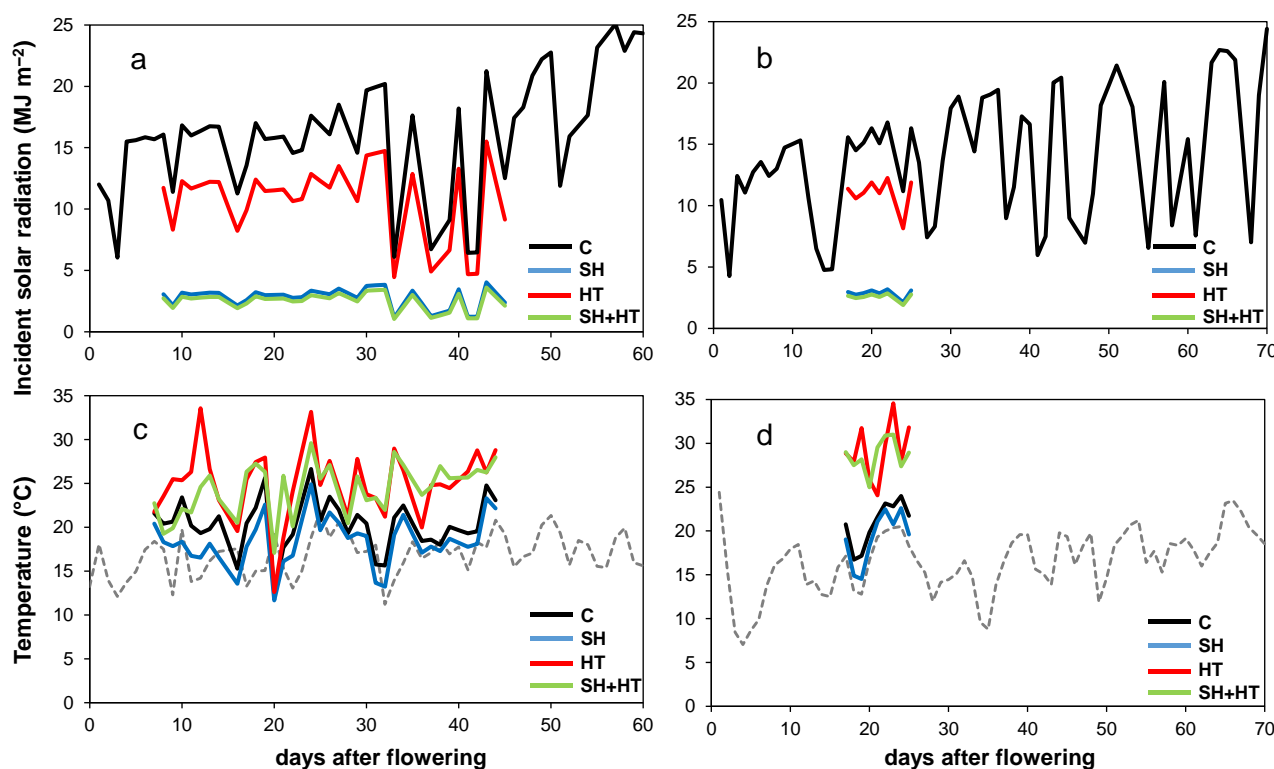 Incident solar radiation (MJ m⁻²)
25
20
15
10
5
0
a
C
SH
HT
SH+HT
0 10 20 30 40 50 60
25
20
15
10
5
0
b
C
SH
HT
SH+HT
0 10 20 30 40 50 60 70
Temperature (°C)
35
30
25
20
15
10
5
0
c
C
SH
HT
SH+HT
0 10 20 30 40 50 60
days after flowering
35
30
25
20
15
10
5
0
d
C
SH
HT
SH+HT
0 10 20 30 40 50 60 70
days after flowering